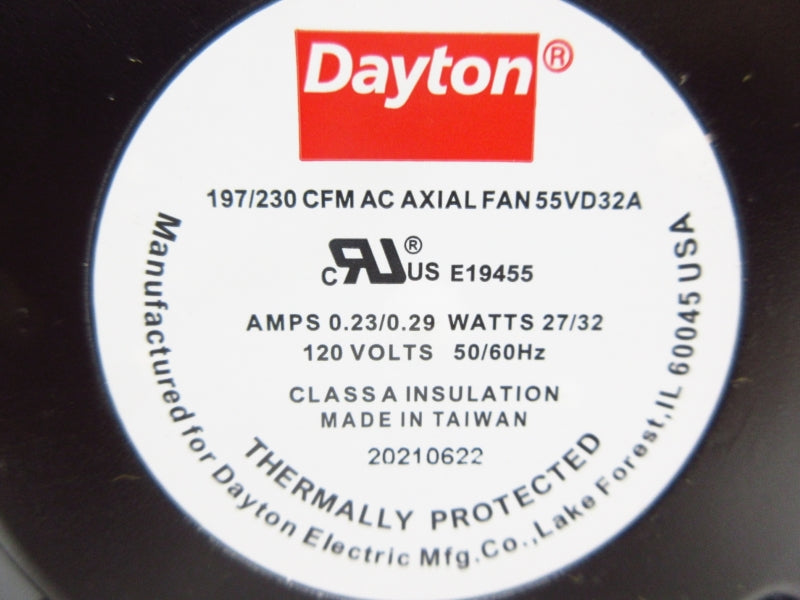 Dayton®
197/230 CFM AC AXIAL FAN 55VD32A
C RU® US E19455
AMPS 0.23/0.29 WATTS 27/32
120 VOLTS 50/60Hz
CLASS A INSULATION
MADE IN TAIWAN
20210622
THERMALLY PROTECTED
Manufactured for Dayton Electric Mfg.Co.,Lake Forest,IL 60045 USA